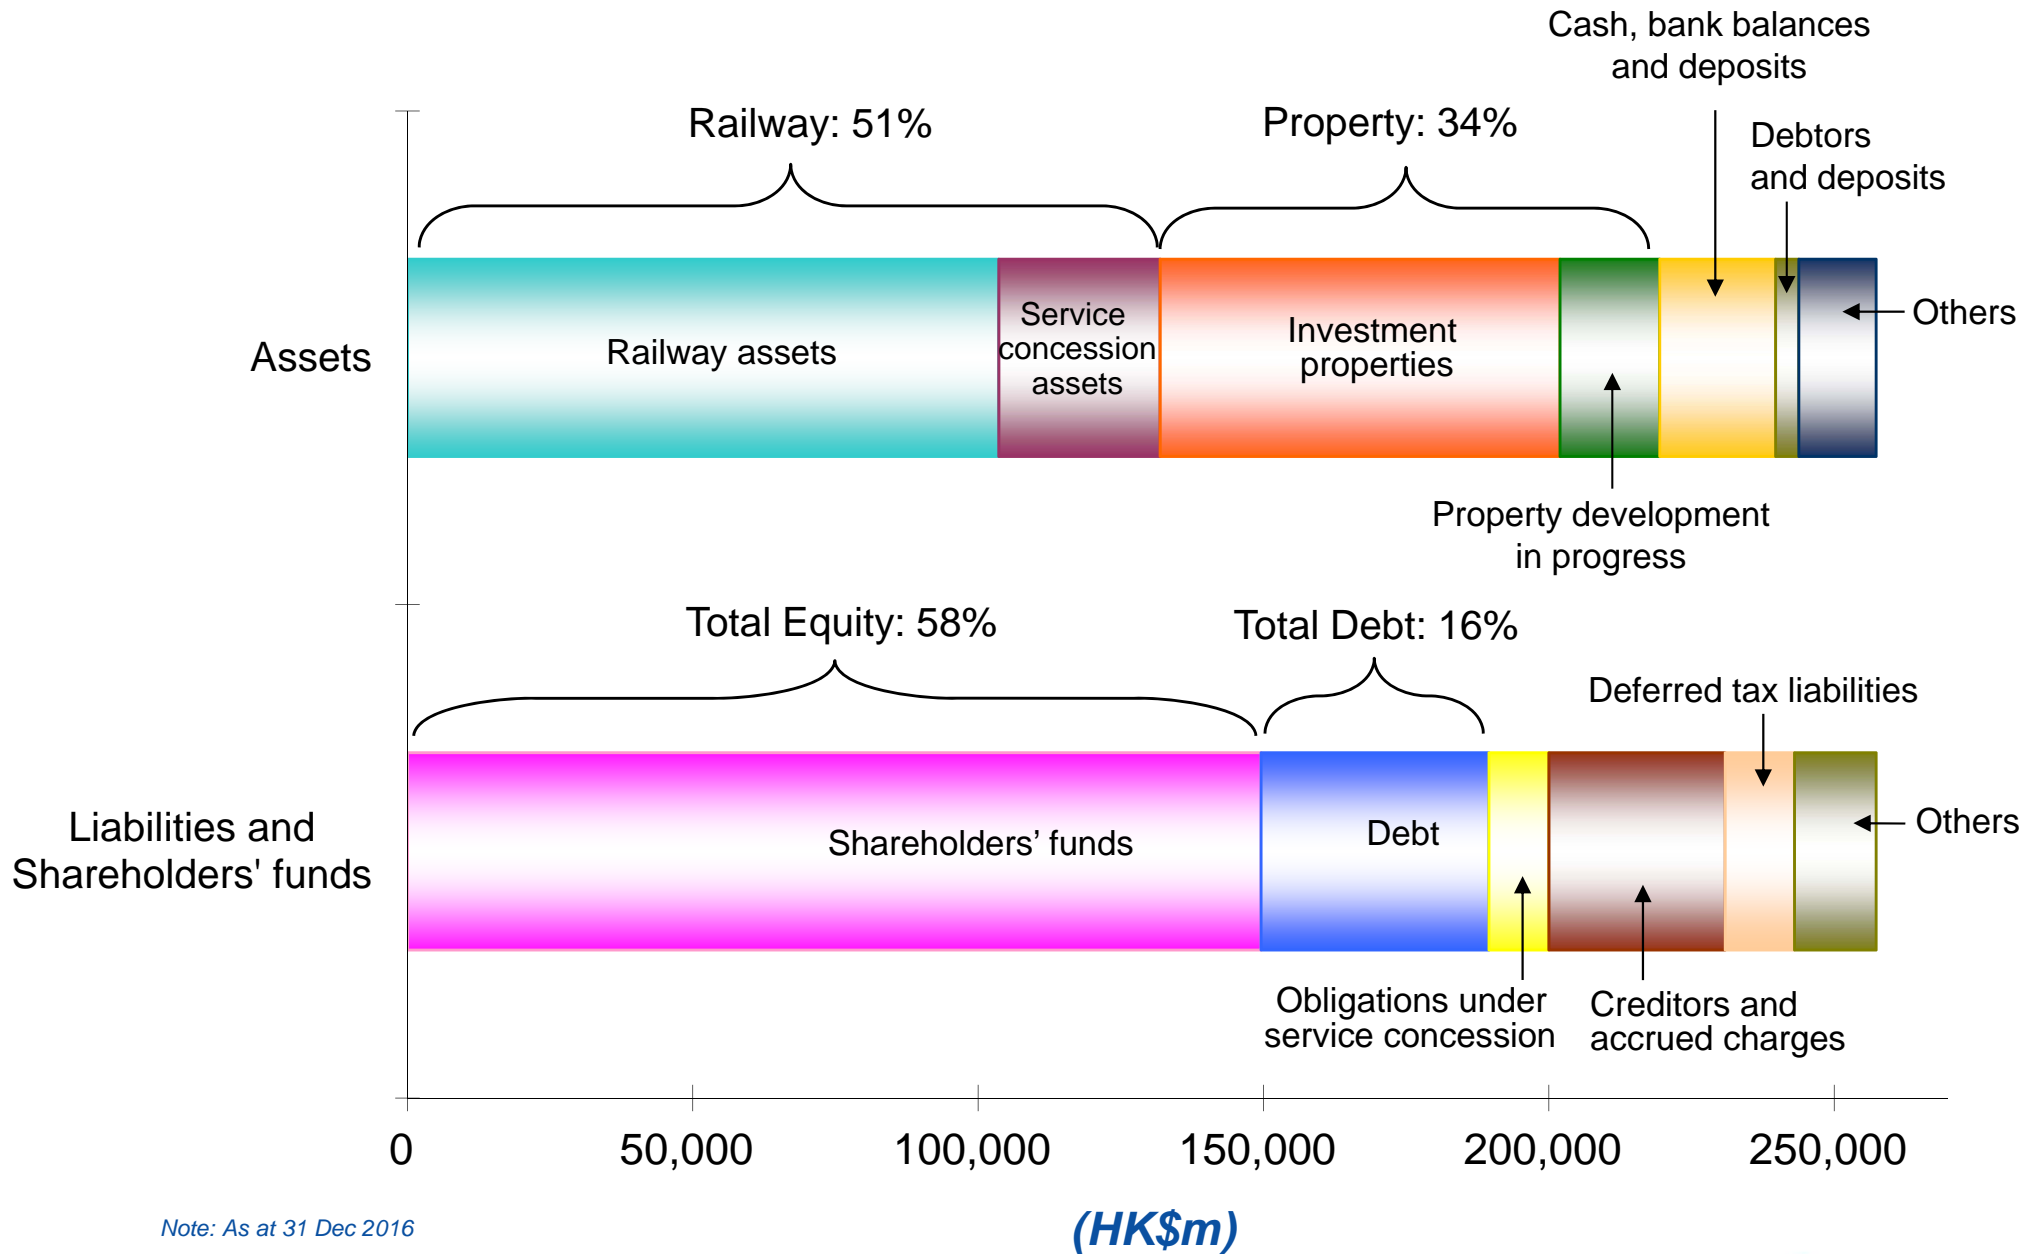 Cash, bank balances
and deposits
Railway: 51%
Property: 34%
Debtors
and deposits
Assets
Railway assets
Service
concession
assets
Investment
properties
Others
Property development
in progress
Total Equity: 58%
Total Debt: 16%
Deferred tax liabilities
Liabilities and
Shareholders' funds
Shareholders’ funds
Debt
Others
Obligations under
service concession
Creditors and
accrued charges
0
50,000
100,000
150,000
200,000
250,000
Note: As at 31 Dec 2016
(HK$m)